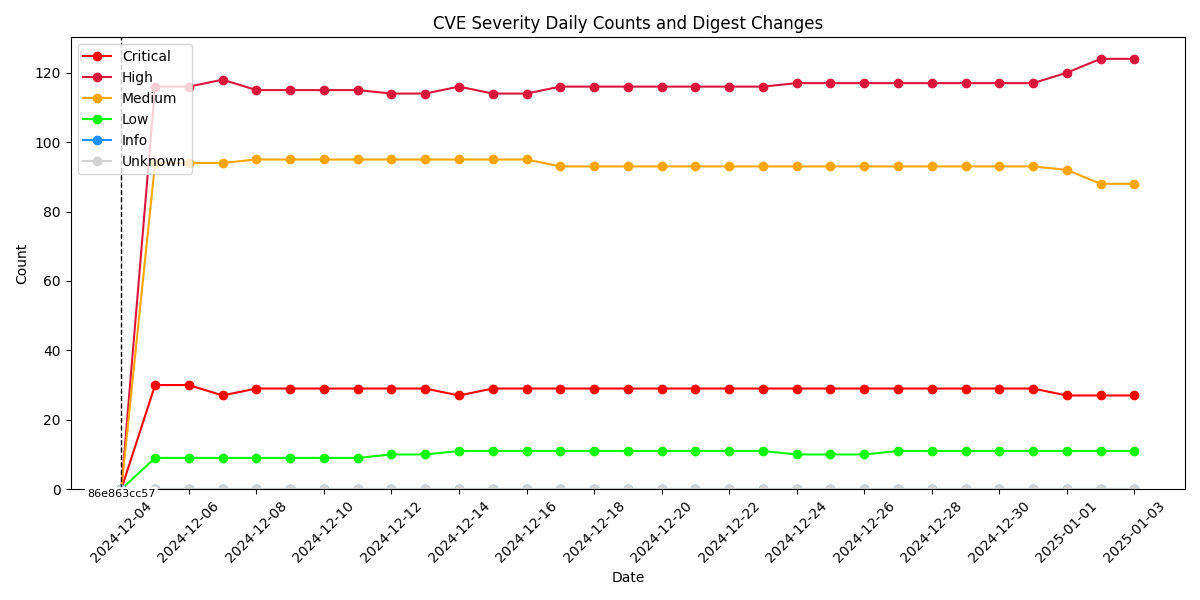 CVE Severity Daily Counts and Digest Changes
Critical
High
Medium
Low
Info
Unknown
Count
120
100
80
60
40
20
0
86e863cc57
2024-12-04
2024-12-06
2024-12-08
2024-12-10
2024-12-12
2024-12-14
2024-12-16
2024-12-18
2024-12-20
2024-12-22
2024-12-24
2024-12-26
2024-12-28
2024-12-30
2025-01-01
2025-01-03
Date